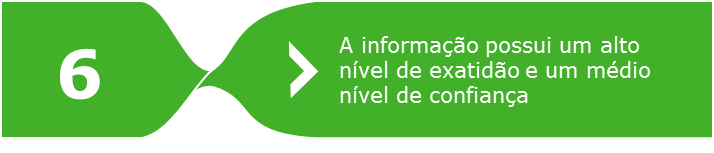 6
A informação possui um alto
nível de exatidão e um médio
nível de confiança